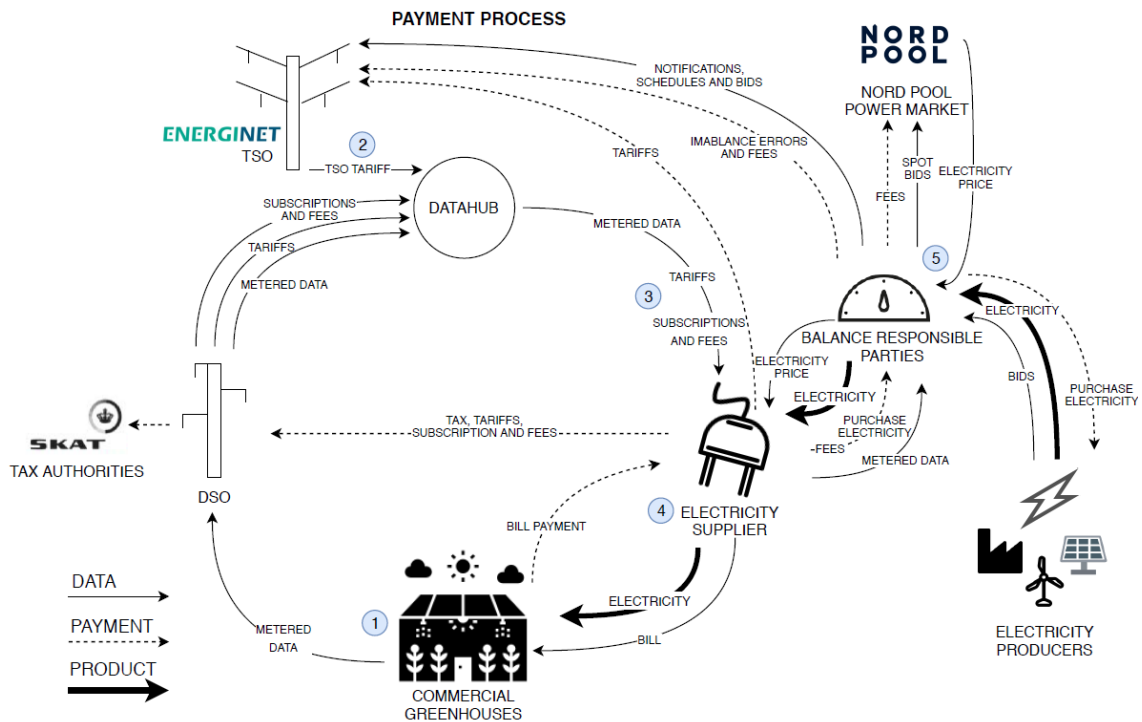 PAYMENT PROCESS
NORD
POOL
NOTIFICATIONS,
SCHEDULES AND BIDS
NORD POOL
POWER MARKET
ENERGINET
TSO
2
TSO TARIFF
TARIFFS
IMABLANCE ERRORS
AND FEES
SPOT
BIDS
ELECTRICITY
PRICE
FEES
SUBSCRIPTIONS
AND FEES
DATAHUB
METERED DATA
TARIFFS
METERED DATA
5
TARIFFS
3
SUBSCRIPTIONS
AND FEES
ELECTRICITY
BALANCE RESPONSIBLE
PARTIES
ELECTRICITY
PRICE
BIDS
ELECTRICITY
PURCHASE
ELECTRICITY
PURCHASE
ELECTRICITY
-FEES
METERED DATA
SKAT
TAX AUTHORITIES
TAX, TARIFFS,
SUBSCRIPTION AND FEES
DSO
4
ELECTRICITY
SUPPLIER
BILL PAYMENT
DATA
PAYMENT
PRODUCT
1
METERED
DATA
ELECTRICITY
BILL
COMMERCIAL
GREENHOUSES
ELECTRICITY
PRODUCERS